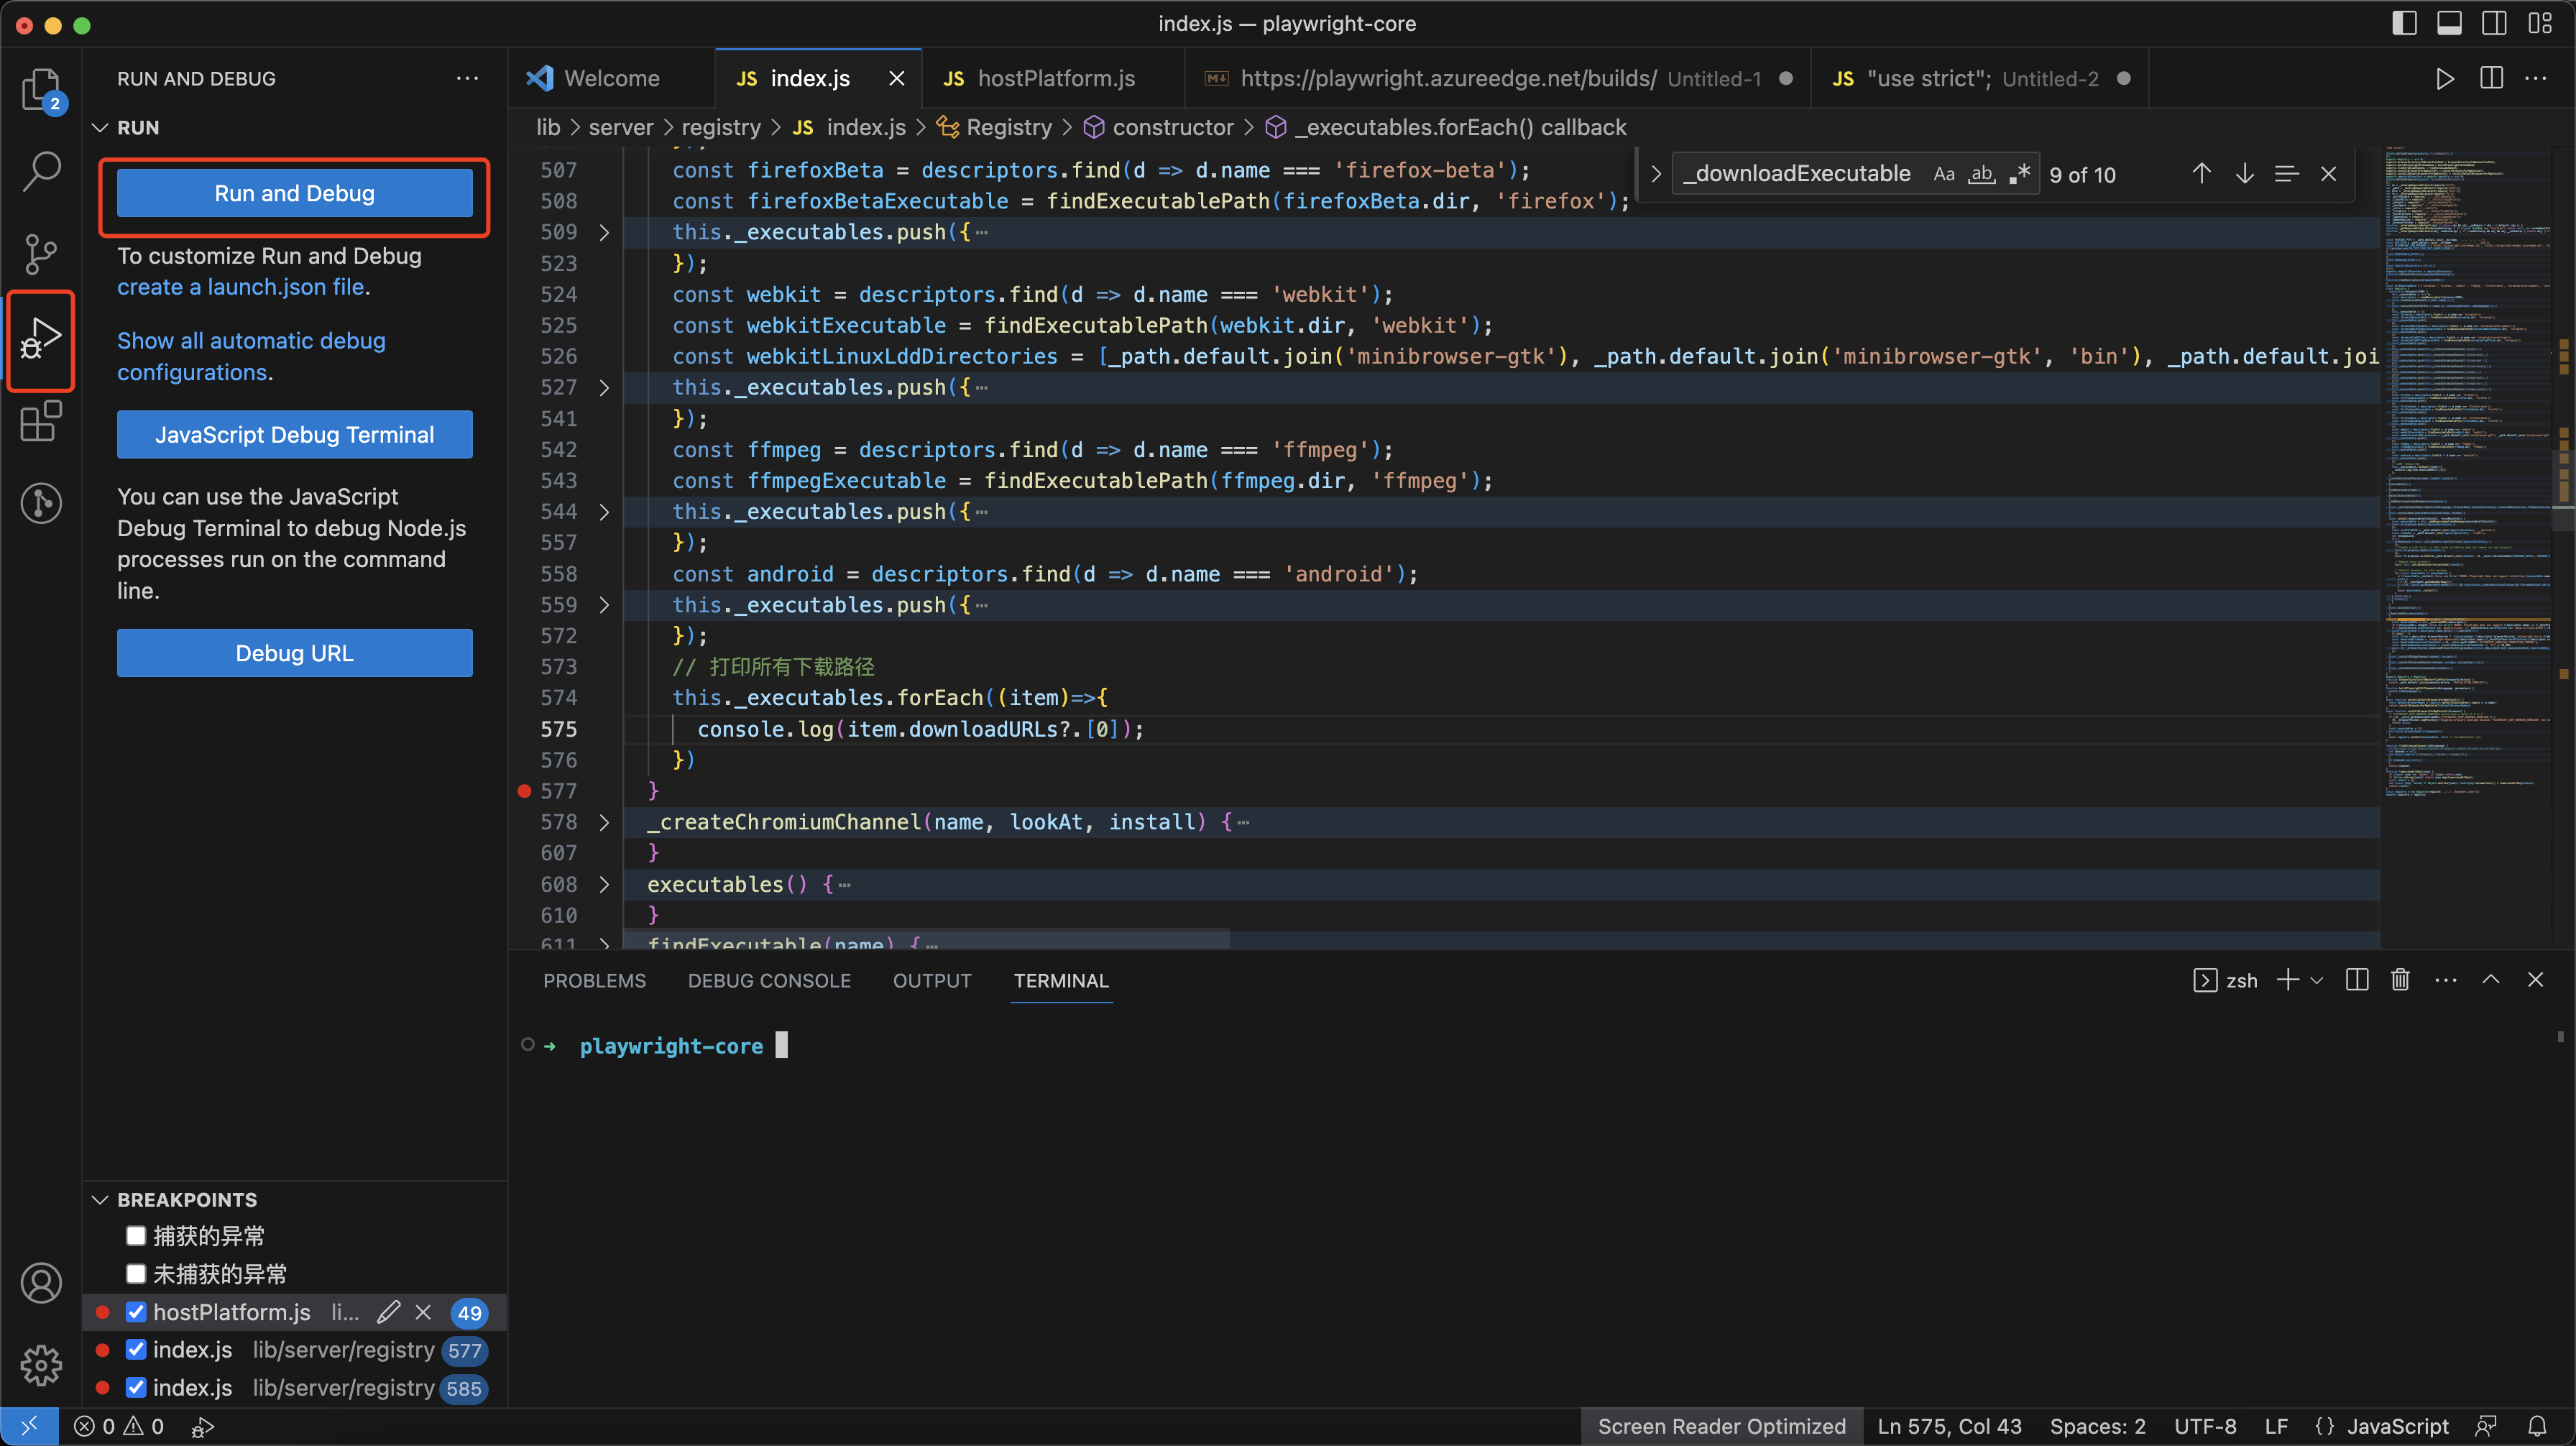 index.js — playwright-core
RUN AND DEBUG
Welcome
JS index.js
JS hostPlatform.js
https://playwright.azureedge.net/builds/ Untitled-1
JS "use strict"; Untitled-2
2
RUN
Run and Debug
To customize Run and Debug
create a launch.json file.
Show all automatic debug
configurations.
JavaScript Debug Terminal
You can use the JavaScript
Debug Terminal to debug Node.js
processes run on the command
line.
Debug URL
lib > server > registry > JS index.js > Registry > constructor > _executables.forEach() callback
_downloadExecutable Aa ab .* 9 of 10
507 const firefoxBeta = descriptors.find(d => d.name === 'firefox-beta');
508 const firefoxBetaExecutable = findExecutablePath(firefoxBeta.dir, 'firefox');
509 this._executables.push({⋯
523 });
524 const webkit = descriptors.find(d => d.name === 'webkit');
525 const webkitExecutable = findExecutablePath(webkit.dir, 'webkit');
526 const webkitLinuxLddDirectories = [_path.default.join('minibrowser-gtk'), _path.default.join('minibrowser-gtk', 'bin'), _path.default.joi
527 this._executables.push({⋯
541 });
542 const ffmpeg = descriptors.find(d => d.name === 'ffmpeg');
543 const ffmpegExecutable = findExecutablePath(ffmpeg.dir, 'ffmpeg');
544 this._executables.push({⋯
557 });
558 const android = descriptors.find(d => d.name === 'android');
559 this._executables.push({⋯
572 });
573 // 打印所有下载路径
574 this._executables.forEach((item)=>{
575 console.log(item.downloadURLs?.[0]);
576 })
577 }
578 _createChromiumChannel(name, lookAt, install) {⋯
607 }
608 executables() {⋯
610 }
611 findExecutable(name) {⋯
PROBLEMS DEBUG CONSOLE OUTPUT TERMINAL
zsh
➜ playwright-core
BREAKPOINTS
捕获的异常
未捕获的异常
hostPlatform.js li... 49
index.js lib/server/registry 577
index.js lib/server/registry 585
0 0
Screen Reader Optimized Ln 575, Col 43 Spaces: 2 UTF-8 LF {} JavaScript